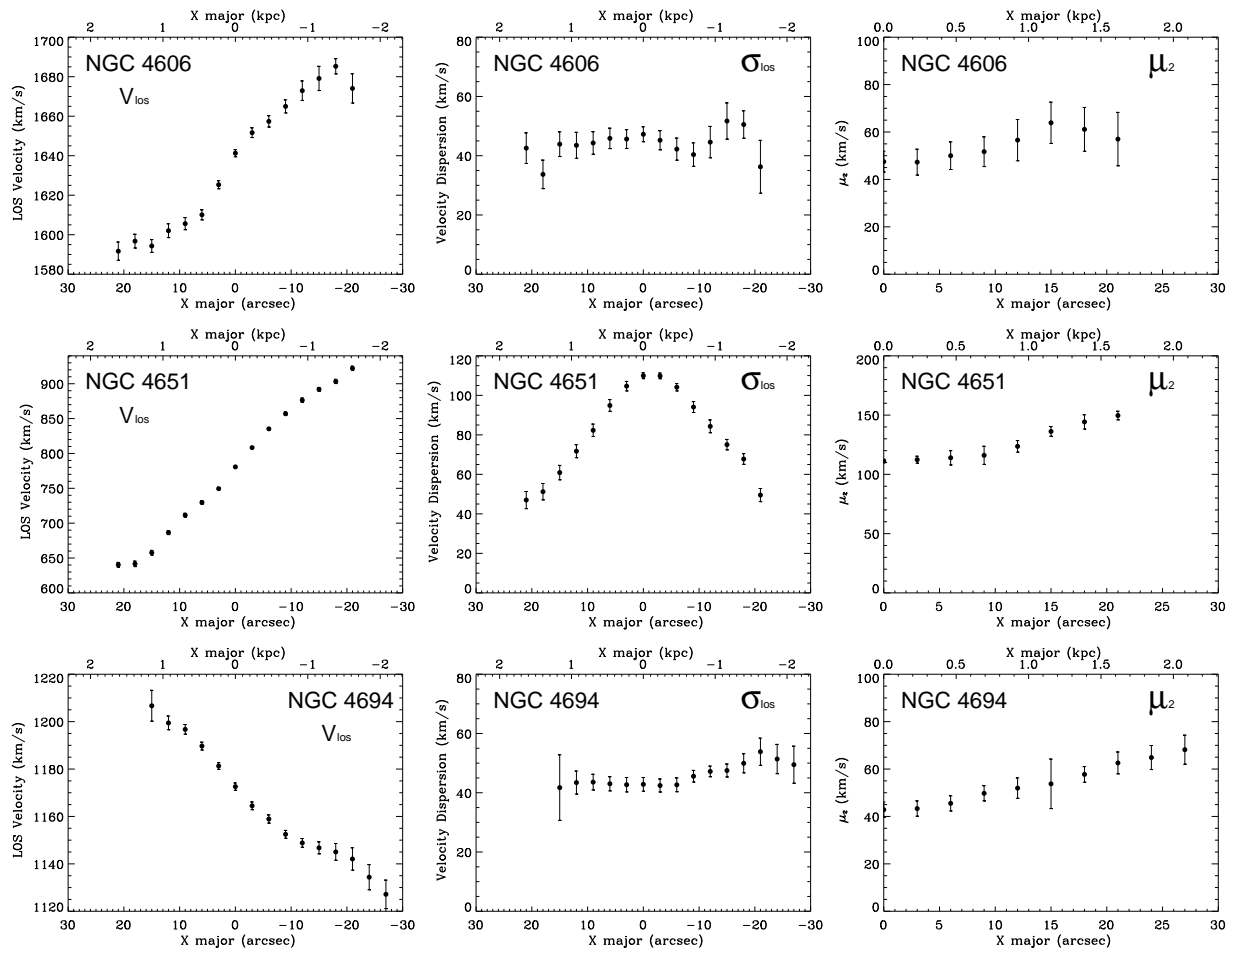 X major (kpc) X major (kpc) X major (kpc)
2 1 0 −1 −2 2 1 0 −1 −2 0.0 0.5 1.0 1.5 2.0
NGC 4606 V los
LOS Velocity (km/s)
1700
1680
1660
1640
1620
1600
1580
30 20 10 0 −10 −20 −30
X major (arcsec)
NGC 4606 σ los
Velocity Dispersion (km/s)
80
60
40
20
0
30 20 10 0 −10 −20 −30
X major (arcsec)
NGC 4606 μ 2
μ₂ (km/s)
100
80
60
40
20
0
0 5 10 15 20 25 30
X major (arcsec)
X major (kpc) X major (kpc) X major (kpc)
2 1 0 −1 −2 2 1 0 −1 −2 0.0 0.5 1.0 1.5 2.0
NGC 4651 V los
LOS Velocity (km/s)
900
850
800
750
700
650
600
30 20 10 0 −10 −20 −30
X major (arcsec)
NGC 4651 σ los
Velocity Dispersion (km/s)
120
100
80
60
40
20
0
30 20 10 0 −10 −20 −30
X major (arcsec)
NGC 4651 μ 2
μ₂ (km/s)
200
150
100
50
0
0 5 10 15 20 25 30
X major (arcsec)
X major (kpc) X major (kpc) X major (kpc)
2 1 0 −1 −2 2 1 0 −1 −2 0.0 0.5 1.0 1.5 2.0
NGC 4694 V los
LOS Velocity (km/s)
1220
1200
1180
1160
1140
1120
30 20 10 0 −10 −20 −30
X major (arcsec)
NGC 4694 σ los
Velocity Dispersion (km/s)
80
60
40
20
0
30 20 10 0 −10 −20 −30
X major (arcsec)
NGC 4694 μ 2
μ₂ (km/s)
100
80
60
40
20
0
0 5 10 15 20 25 30
X major (arcsec)